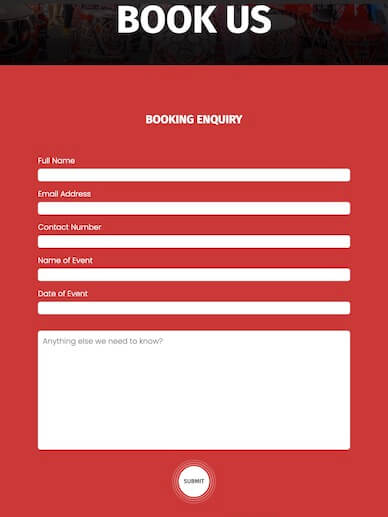 BOOK US
BOOKING ENQUIRY
Full Name
Email Address
Contact Number
Name of Event
Date of Event
Anything else we need to know?
SUBMIT